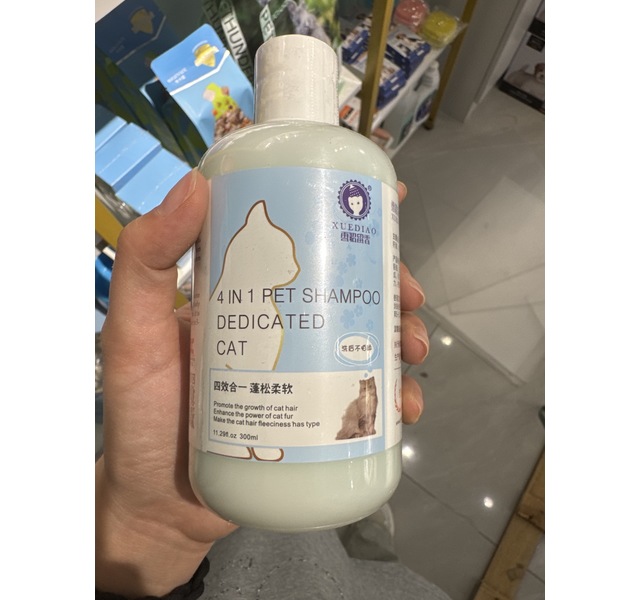 XUEDIAO
4 IN 1 PET SHAMPOO
DEDICATED
CAT
四效合一 蓬松柔软
Promote the growth of cat hair
Enhance the power of cat fur
Make the cat hair fleeciness has type
11.29fl.oz 300ml